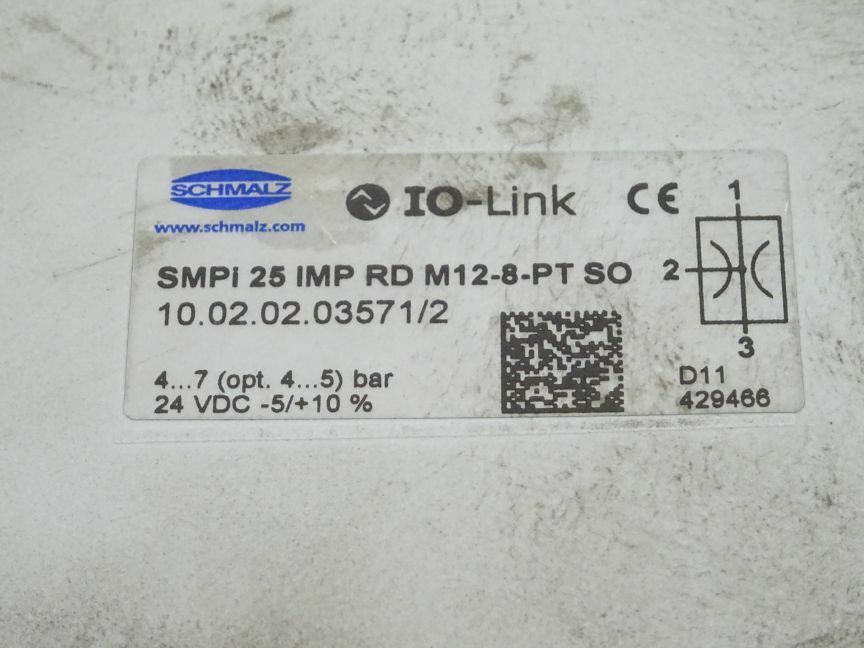 SCHMALZ
www.schmalz.com
IO-Link
CE
SMPi 25 IMP RD M12-8-PT SO
10.02.02.03571/2
4...7 (opt. 4...5) bar
24 VDC -5/+10 %
1
2
3
D11
429466